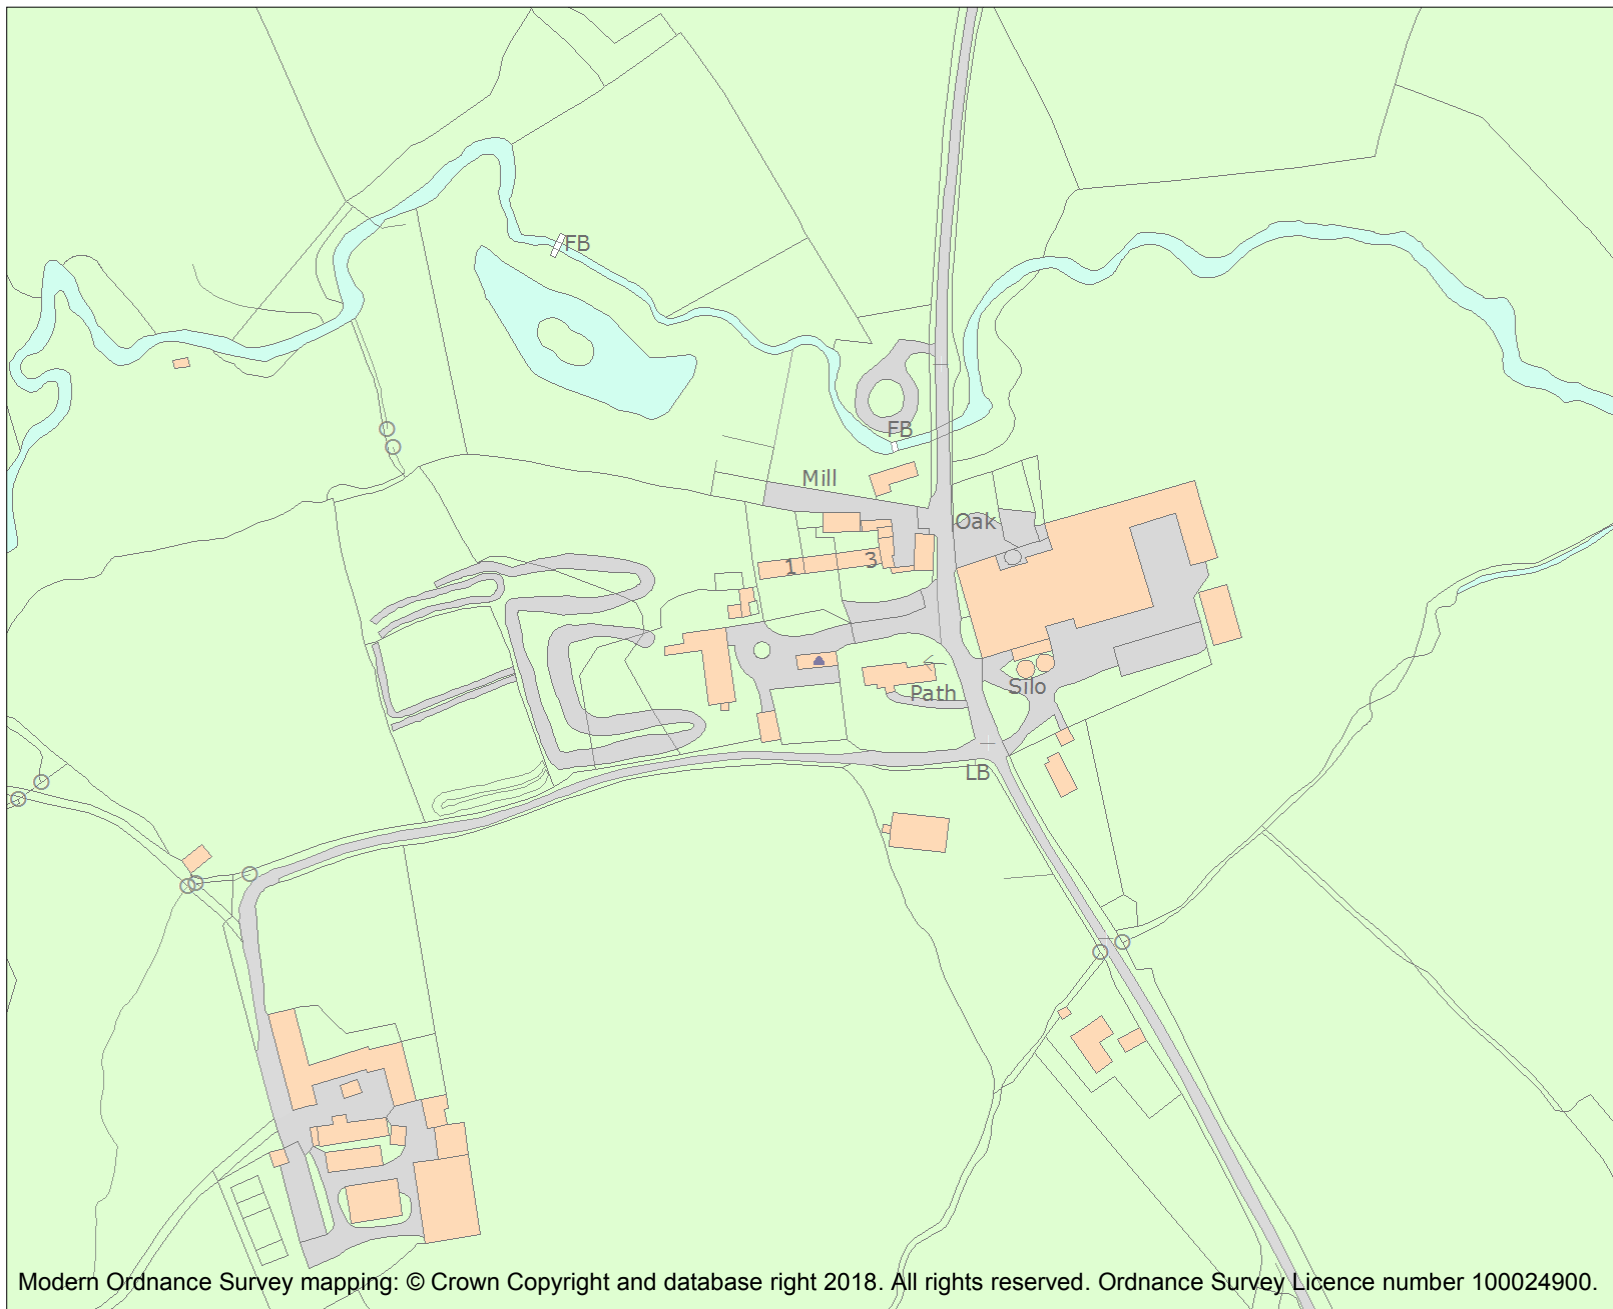 FB
FB
Mill
Oak
1
3
Path
Silo
LB
Modern Ordnance Survey mapping: © Crown Copyright and database right 2018. All rights reserved. Ordnance Survey Licence number 100024900.